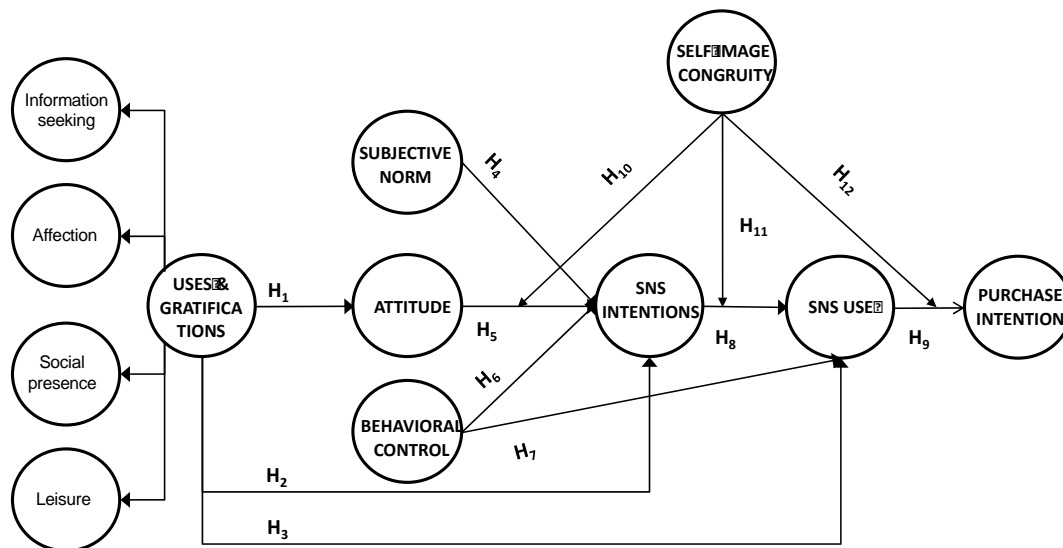 SELF IMAGE
CONGRUITY
Information
seeking
SUBJECTIVE
NORM
H4
H10
H12
Affection
H11
USES &
GRATIFICA
TIONS
H1
ATTITUDE
H5
SNS
INTENTIONS
H8
SNS USE
H9
PURCHASE
INTENTION
Social
presence
H6
BEHAVIORAL
CONTROL
H7
Leisure
H2
H3